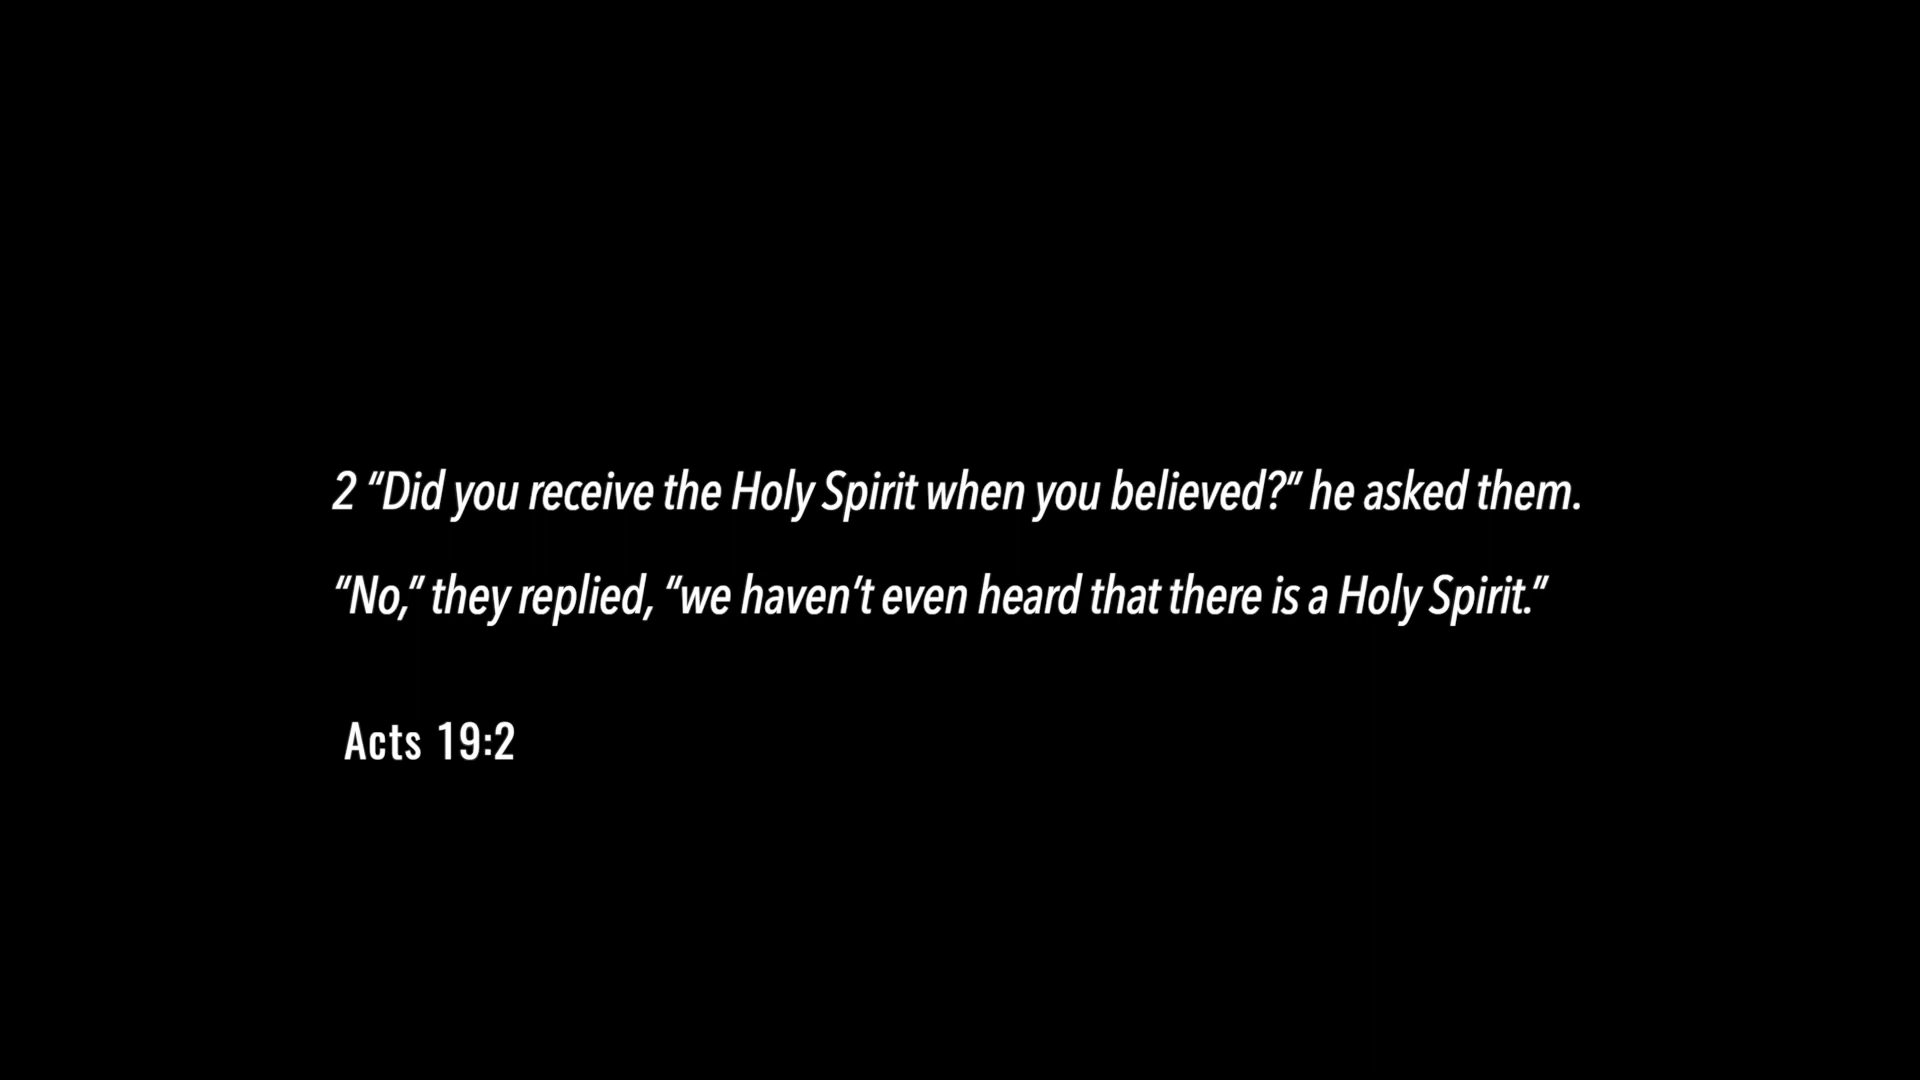 2 “Did you receive the Holy Spirit when you believed?” he asked them.
“No,” they replied, “we haven’t even heard that there is a Holy Spirit.”
Acts 19:2